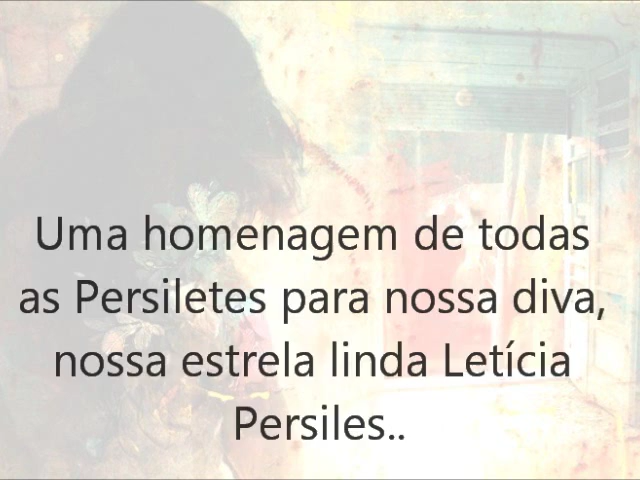 Uma homenagem de todas
as Persiletes para nossa diva,
nossa estrela linda Letícia
Persiles..